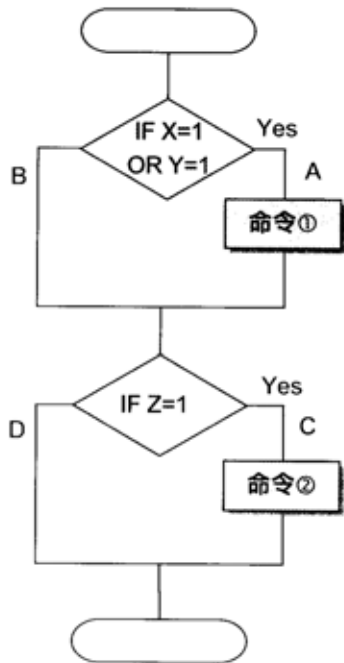 IF X=1
OR Y=1
Yes
B
A
命令①
IF Z=1
Yes
D
C
命令②